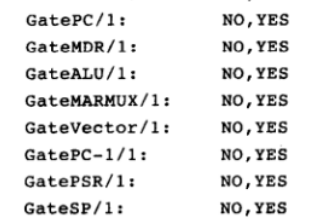 GatePC/1: NO,YES
GateMDR/1: NO,YES
GateALU/1: NO,YES
GateMARMUX/1: NO,YES
GateVector/1: NO,YES
GatePC-1/1: NO,YES
GatePSR/1: NO,YES
GateSP/1: NO,YES